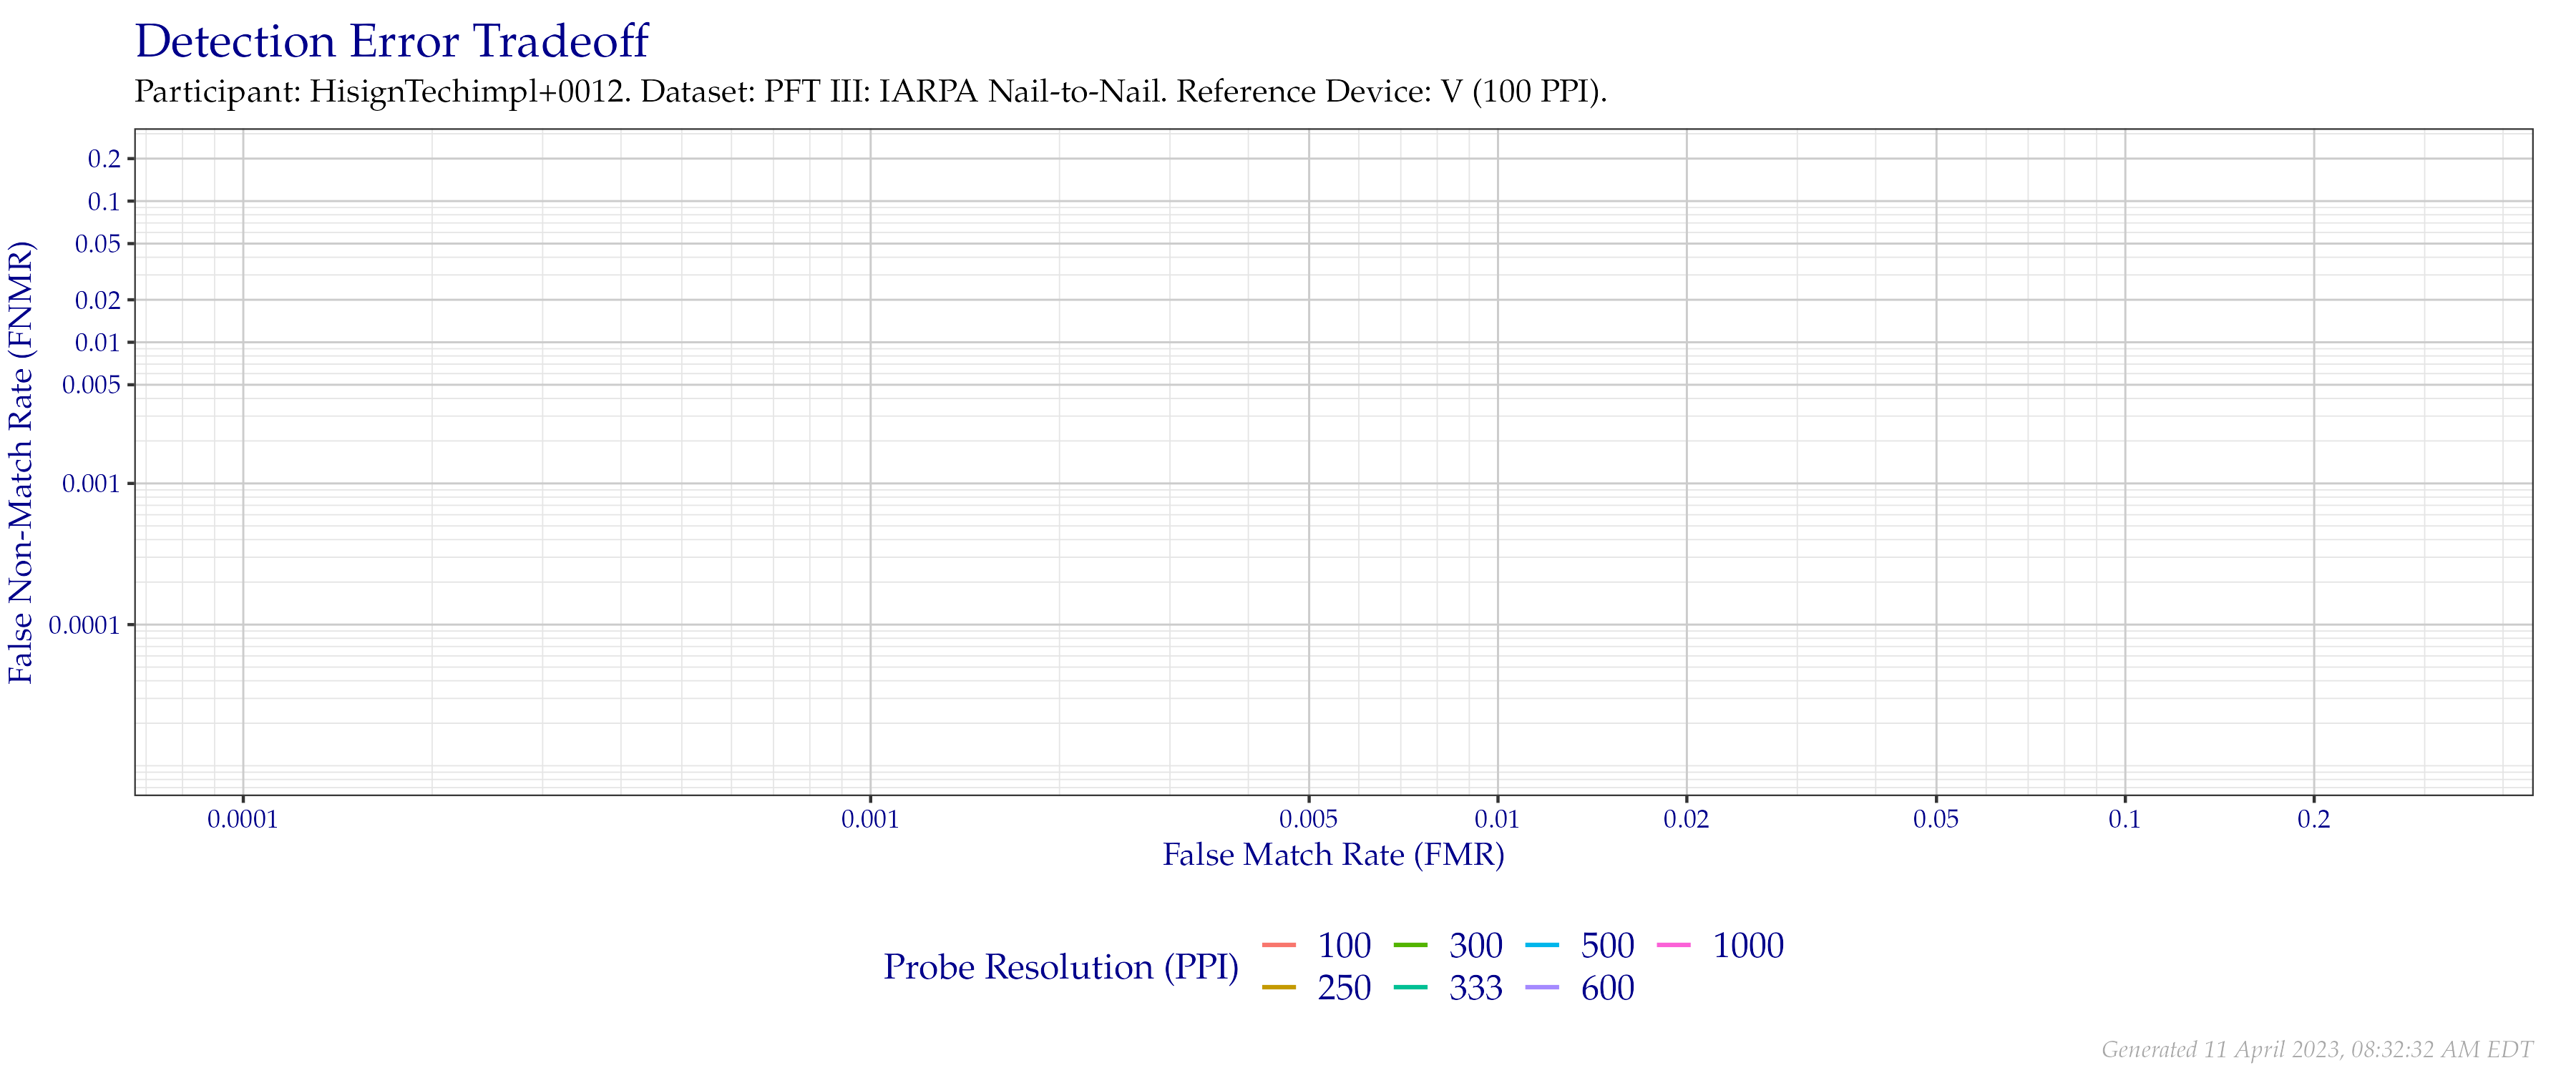 Detection Error Tradeoff
Participant: HisignTechimpl+0012. Dataset: PFT III: IARPA Nail-to-Nail. Reference Device: V (100 PPI).
False Non-Match Rate (FNMR)
0.2
0.1
0.05
0.02
0.01
0.005
0.001
0.0001
0.0001 0.001 0.005 0.01 0.02 0.05 0.1 0.2
False Match Rate (FMR)
Probe Resolution (PPI)
100 300 500 1000
250 333 600
Generated 11 April 2023, 08:32:32 AM EDT